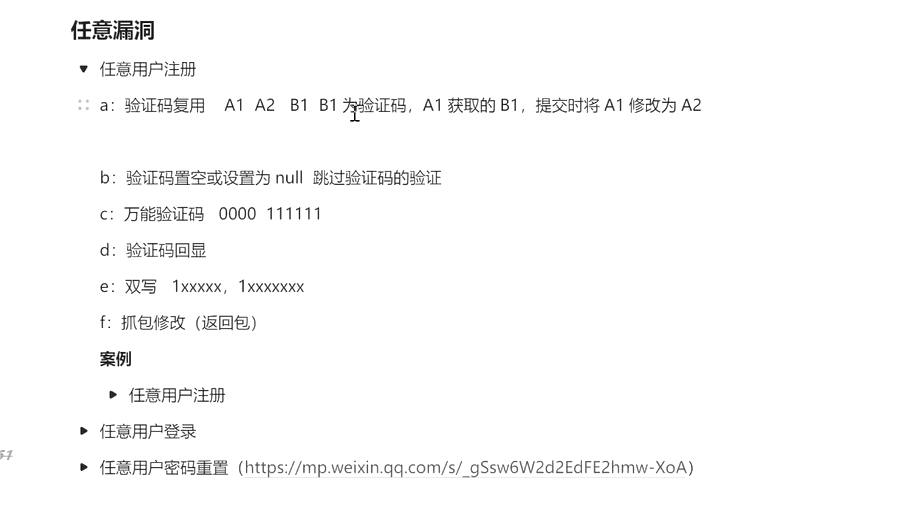 任意漏洞
任意用户注册
a：验证码复用 A1 A2 B1 B1 为验证码，A1 获取的 B1，提交时将 A1 修改为 A2
b：验证码置空或设置为 null 跳过验证码的验证
c：万能验证码 0000 111111
d：验证码回显
e：双写 1xxxxx，1xxxxxxx
f：抓包修改（返回包）
案例
任意用户注册
任意用户登录
任意用户密码重置（https://mp.weixin.qq.com/s/_gSsw6W2d2EdFE2hmw-XoA）